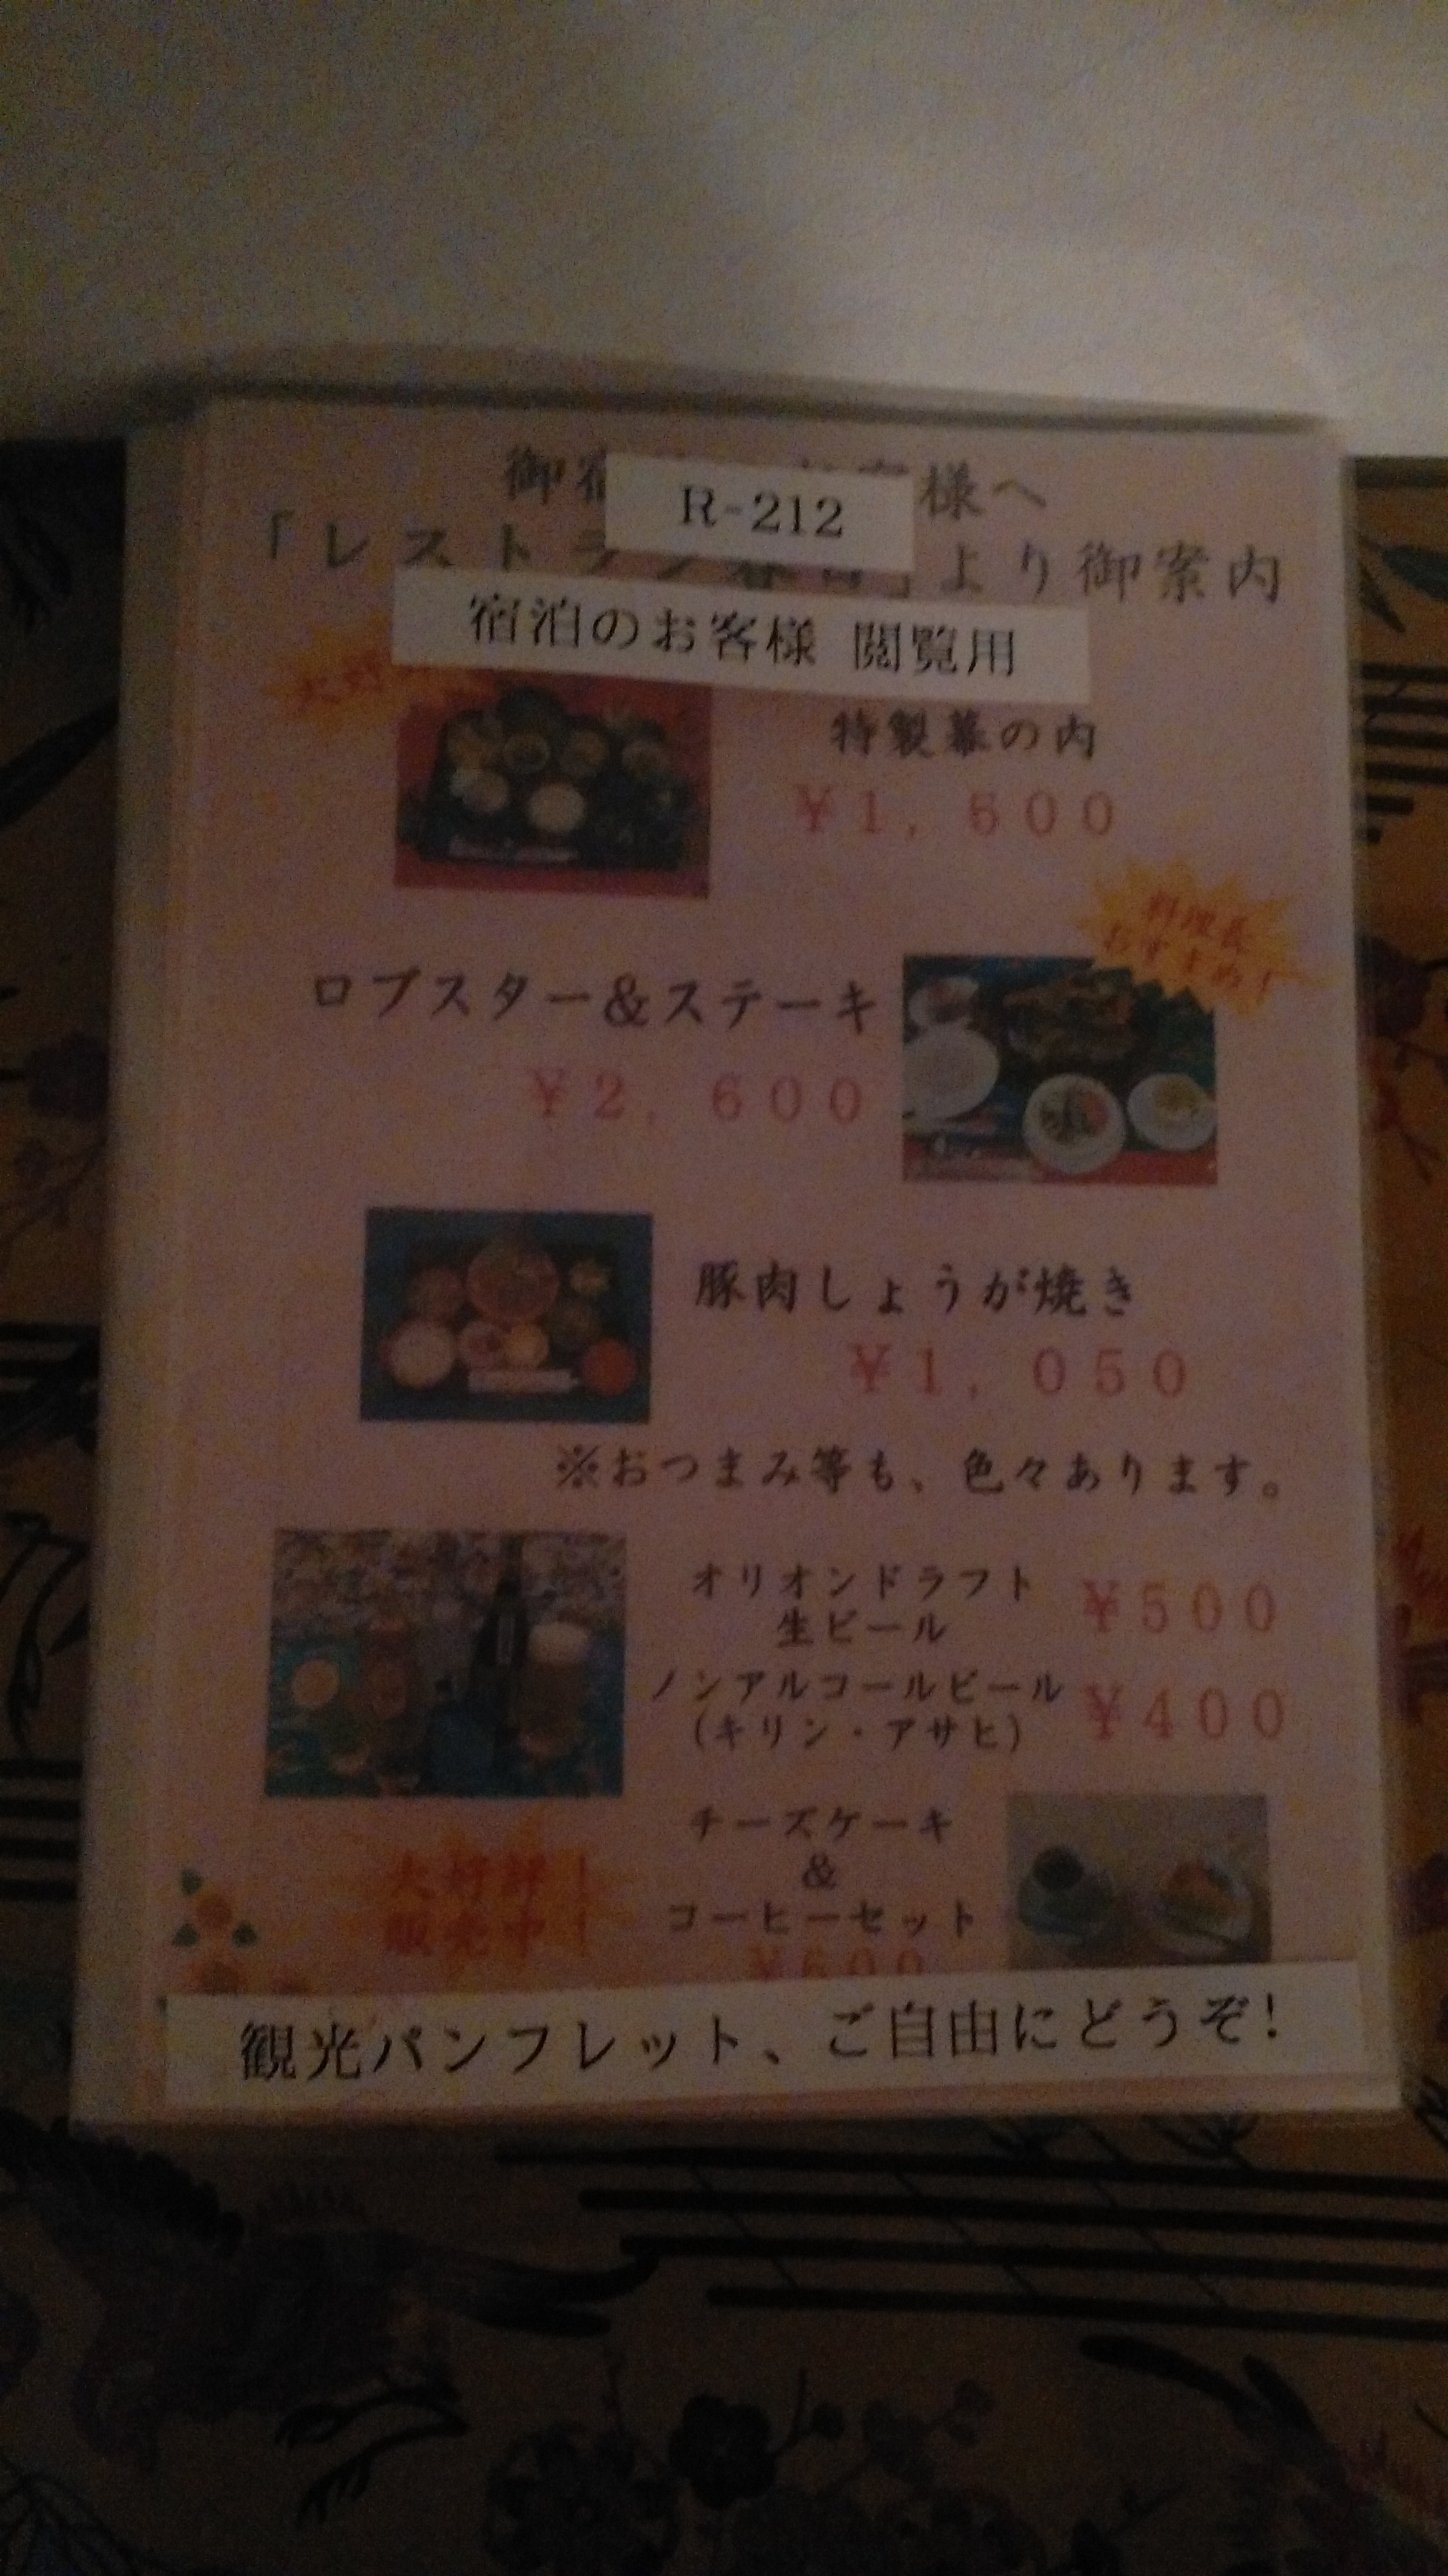 R-212
様へ
「レストラン
」より御案内
宿泊のお客様 閲覧用
特製幕の内
¥1,600
料理長
おすすめ!
ロブスター&ステーキ
¥2,600
豚肉しょうが焼き
¥1,050
※おつまみ等も、色々あります。
オリオンドラフト
生ビール
¥500
ノンアルコールビール
(キリン・アサヒ)
¥400
チーズケーキ
&
コーヒーセット
¥600
大好評!
販売中!
観光パンフレット、ご自由にどうぞ!